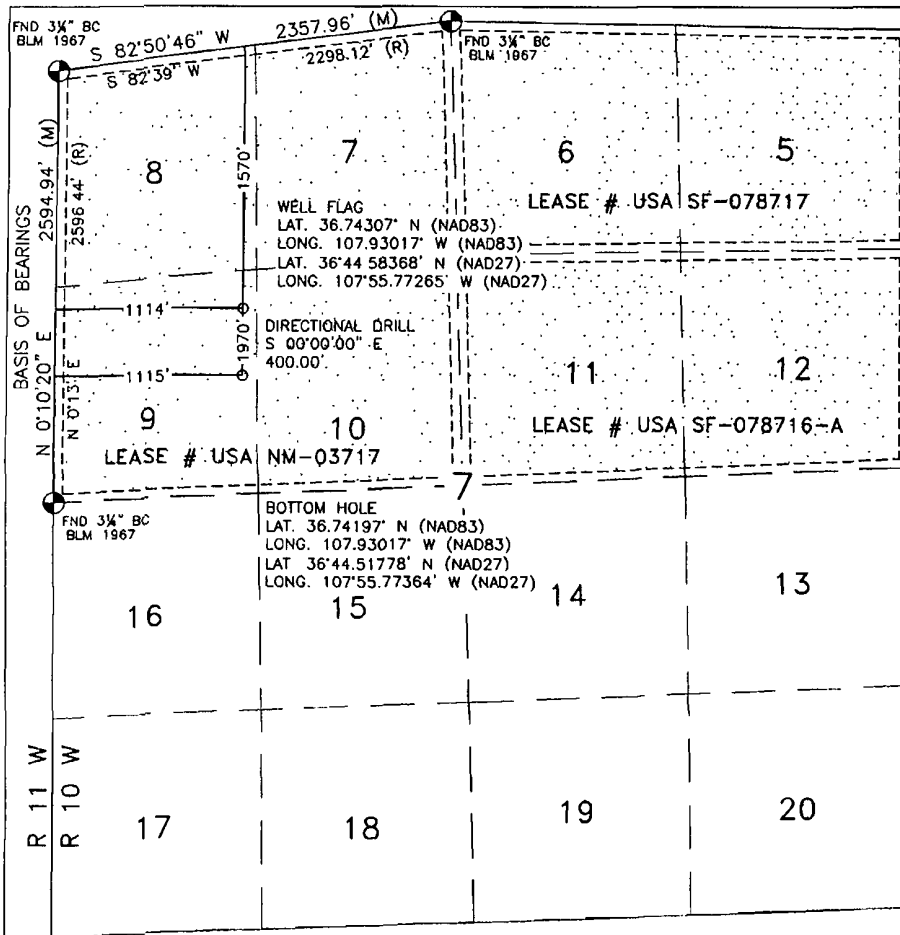 FND 3¼" BC
BLM 1967
S 82°50'46" W 2357.96' (M)
S 82°39" W 2298.12' (R)
FND 3¼" BC
BLM 1967
BASIS OF BEARINGS
N 0°10'20" E 2594.94' (M)
N 0°13' E 2596 44' (R)
8
7
6
5
1570'
LEASE # USA SF-078717
WELL FLAG
LAT. 36.74307° N (NAD83)
LONG. 107.93017° W (NAD83)
LAT. 36°44 58368' N (NAD27)
LONG. 107°55.77265' W (NAD27)
1114'
DIRECTIONAL DRILL
S 00°00'00" E
400.00'
1970'
1115'
9
10
11
12
LEASE # USA NM-03717
LEASE # USA SF-078716-A
7
FND 3¼" BC
BLM 1967
BOTTOM HOLE
LAT. 36.74197° N (NAD83)
LONG. 107.93017° W (NAD83)
LAT 36°44.51778' N (NAD27)
LONG. 107°55.77364' W (NAD27)
16
15
14
13
R 11 W
R 10 W
17
18
19
20